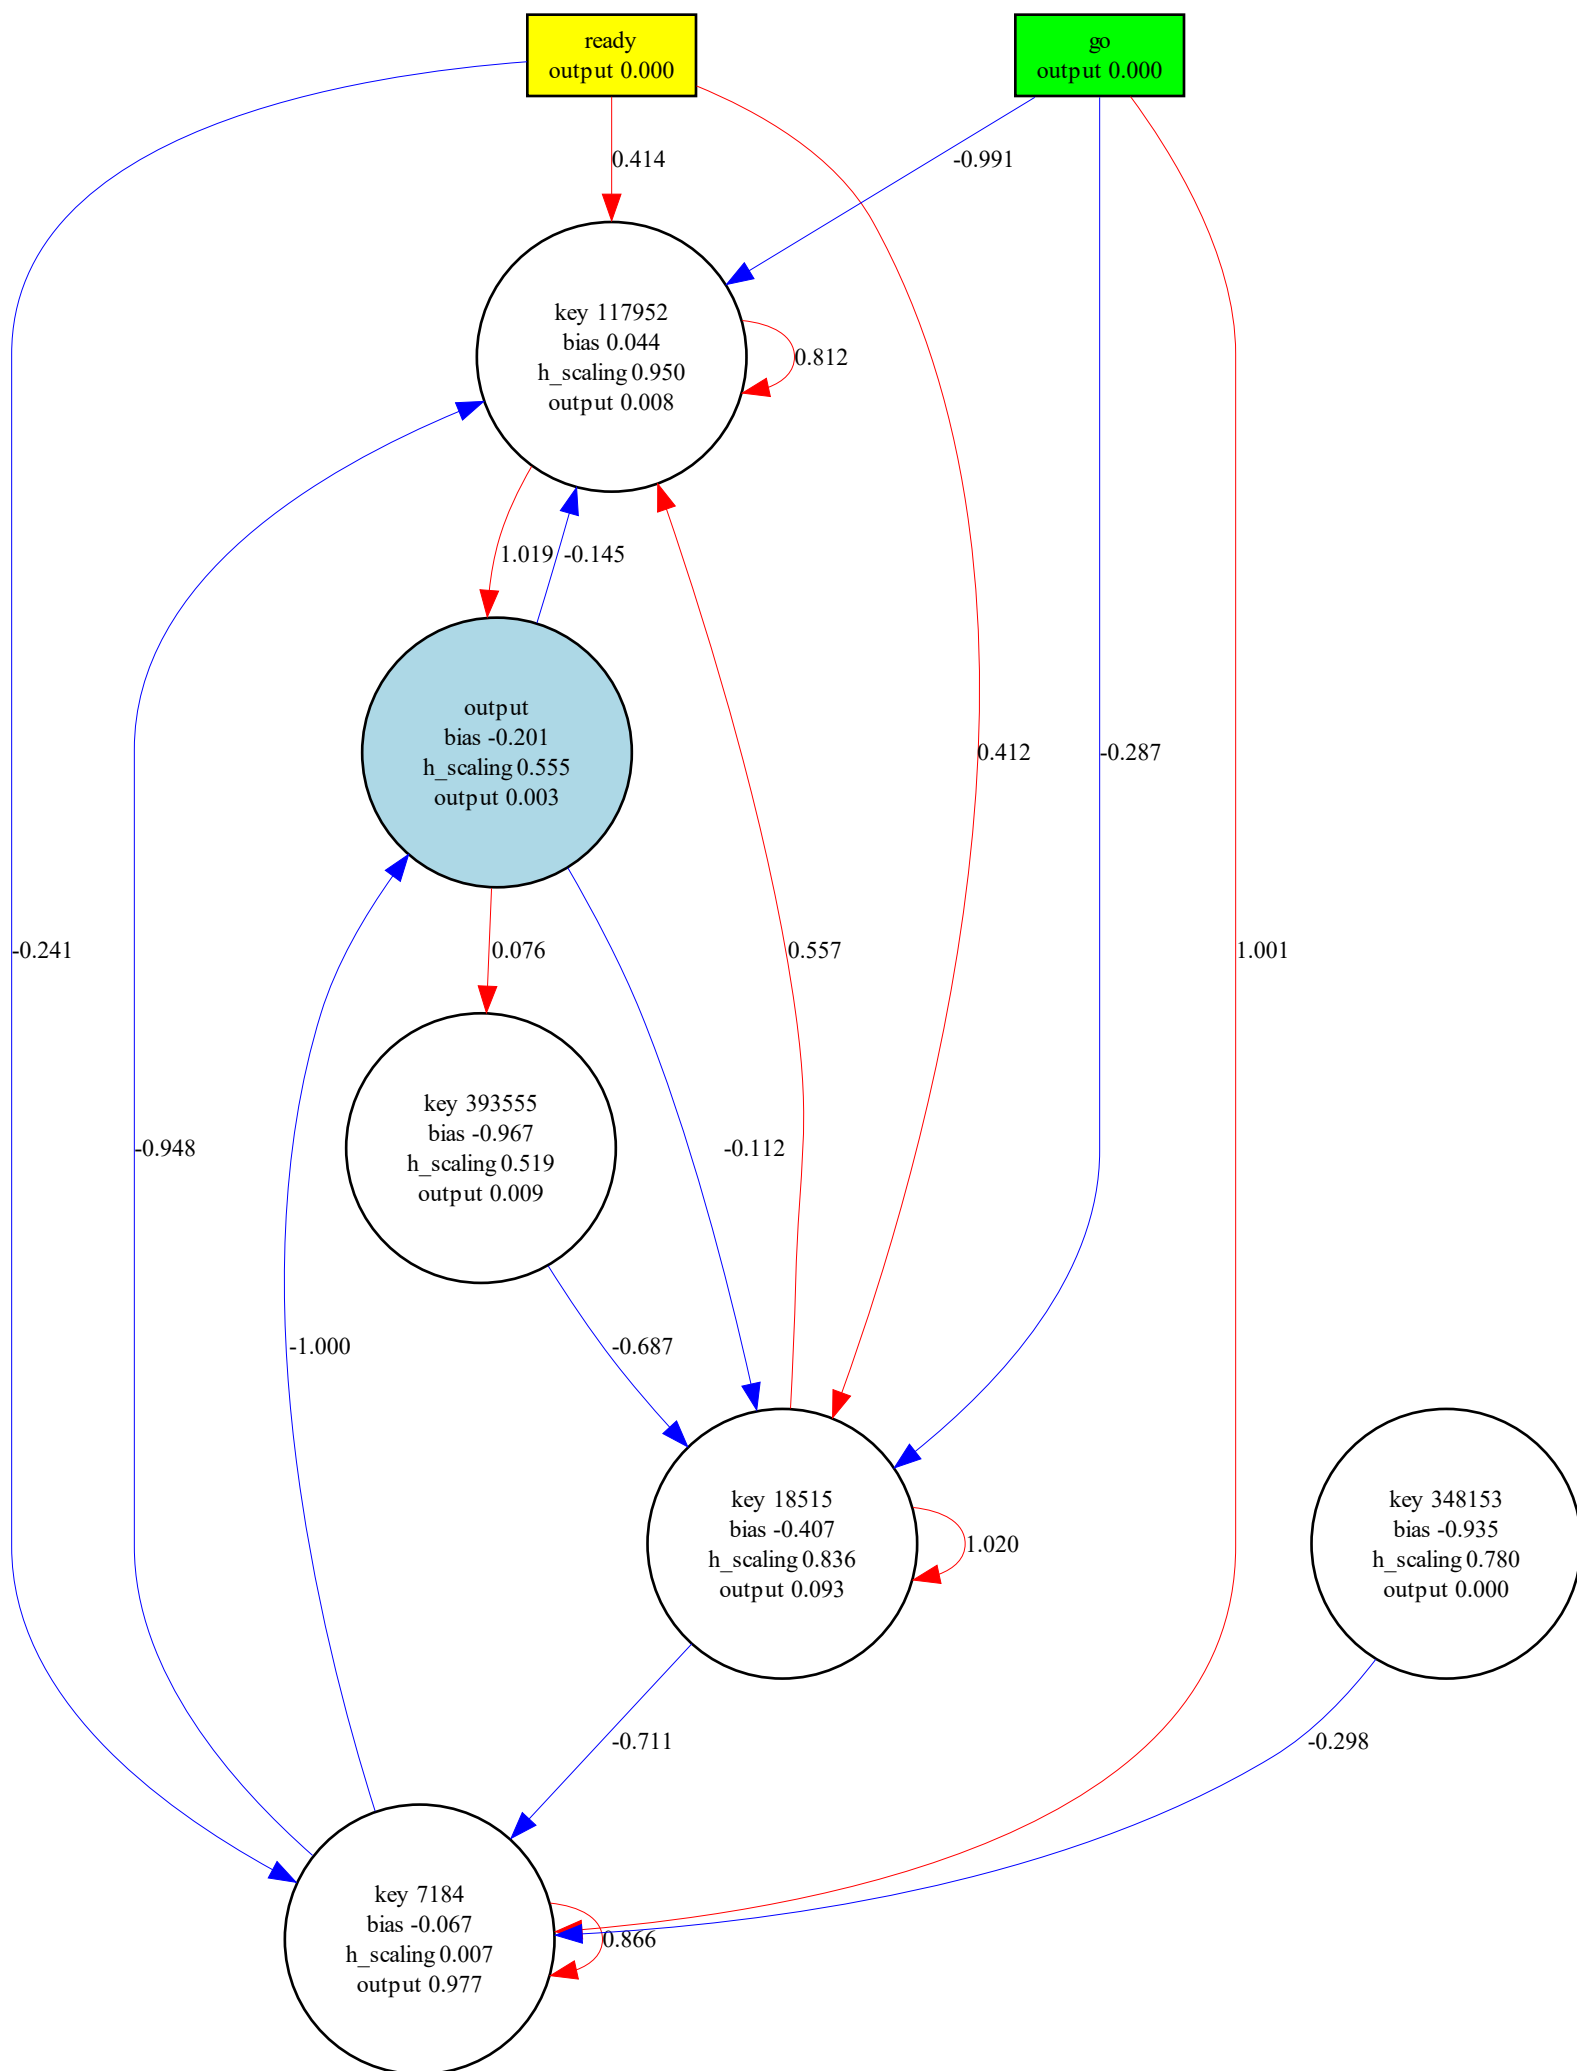 ready
output 0.000
go
output 0.000
0.414
-0.991
key 117952
bias 0.044
h_scaling 0.950
output 0.008
0.812
1.019
-0.145
output
bias -0.201
h_scaling 0.555
output 0.003
0.412
-0.287
-0.241
0.076
0.557
1.001
key 393555
bias -0.967
h_scaling 0.519
output 0.009
-0.948
-0.112
-1.000
-0.687
key 18515
bias -0.407
h_scaling 0.836
output 0.093
1.020
key 348153
bias -0.935
h_scaling 0.780
output 0.000
-0.711
-0.298
key 7184
bias -0.067
h_scaling 0.007
output 0.977
0.866